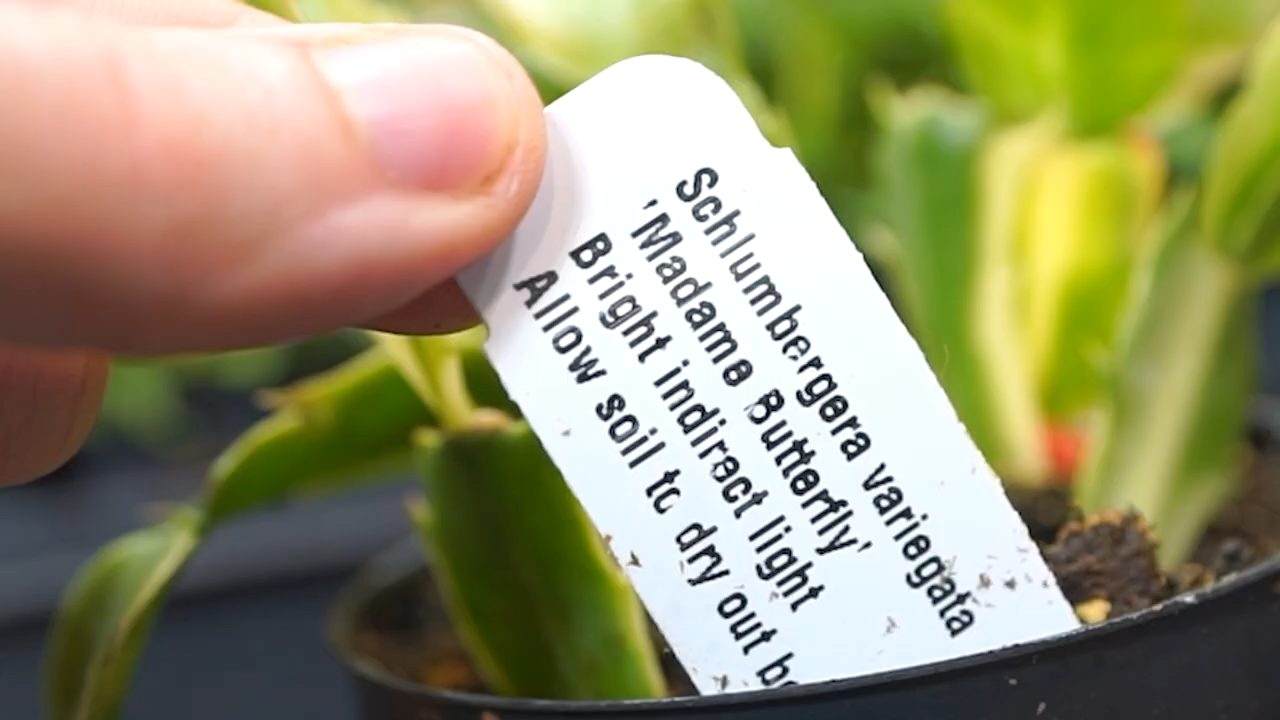 Schlumbergera variegata
'Madame Butterfly'
Bright indirect light
Allow soil to dry out